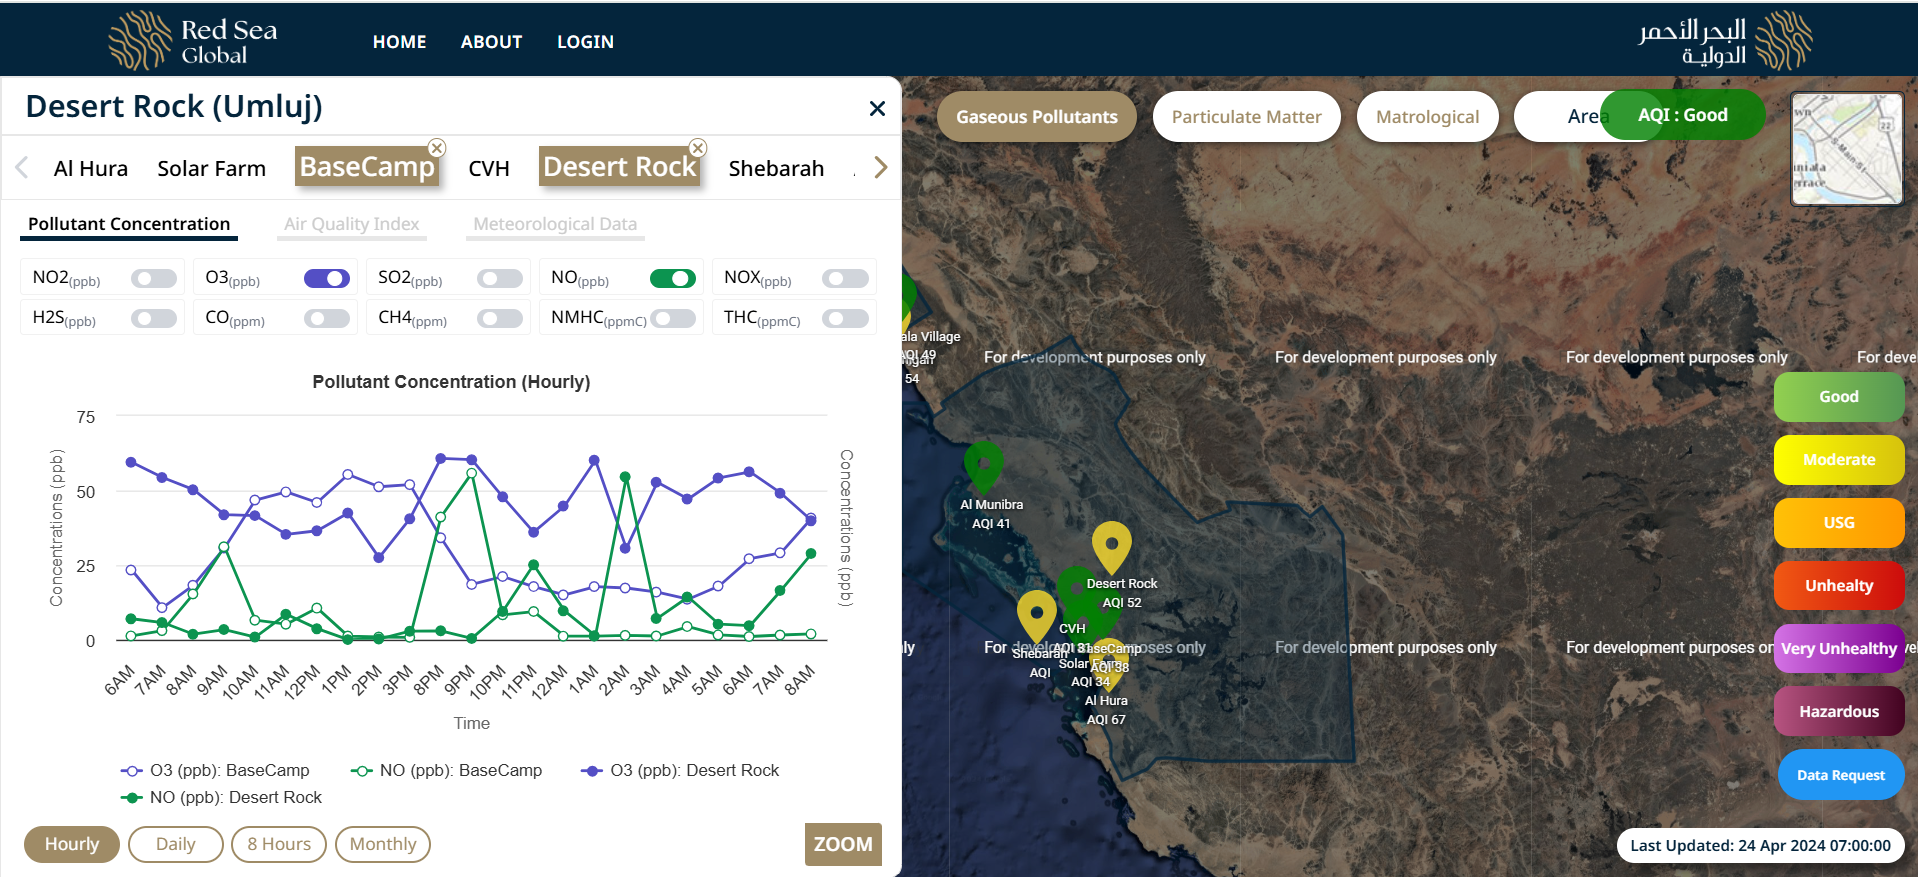 Red Sea
Global
HOME
ABOUT
LOGIN
البحر الأحمر
الدولية
Desert Rock (Umluj)
Al Hura
Solar Farm
BaseCamp
CVH
Desert Rock
Shebarah
Pollutant Concentration
Air Quality Index
Meteorological Data
NO2(ppb)
O3(ppb)
SO2(ppb)
NO(ppb)
NOX(ppb)
H2S(ppb)
CO(ppm)
CH4(ppm)
NMHC(ppmC)
THC(ppmC)
Pollutant Concentration (Hourly)
Concentrations (ppb)
75
50
25
0
Concentrations (ppb)
6AM
7AM
8AM
9AM
10AM
11AM
12PM
1PM
2PM
3PM
8PM
9PM
10PM
11PM
12AM
1AM
2AM
3AM
4AM
5AM
6AM
7AM
8AM
Time
O3 (ppb): BaseCamp
NO (ppb): BaseCamp
O3 (ppb): Desert Rock
NO (ppb): Desert Rock
Hourly
Daily
8 Hours
Monthly
ZOOM
Gaseous Pollutants
Particulate Matter
Matrological
Area
AQI : Good
22
S-Main-St
ala Village
AQI 49
54
For development purposes only
For development purposes only
For development purposes only
For deve
Al Munibra
AQI 41
Desert Rock
AQI 52
CVH
AQI 31
BaseCamp
AQI 38
Shebarah
AQI
Solar Farm
AQI 34
Al Hura
AQI 67
ly
For development purposes only
For development purposes only
For development purposes only
Good
Moderate
USG
Unhealty
Very Unhealthy
Hazardous
Data Request
Last Updated: 24 Apr 2024 07:00:00